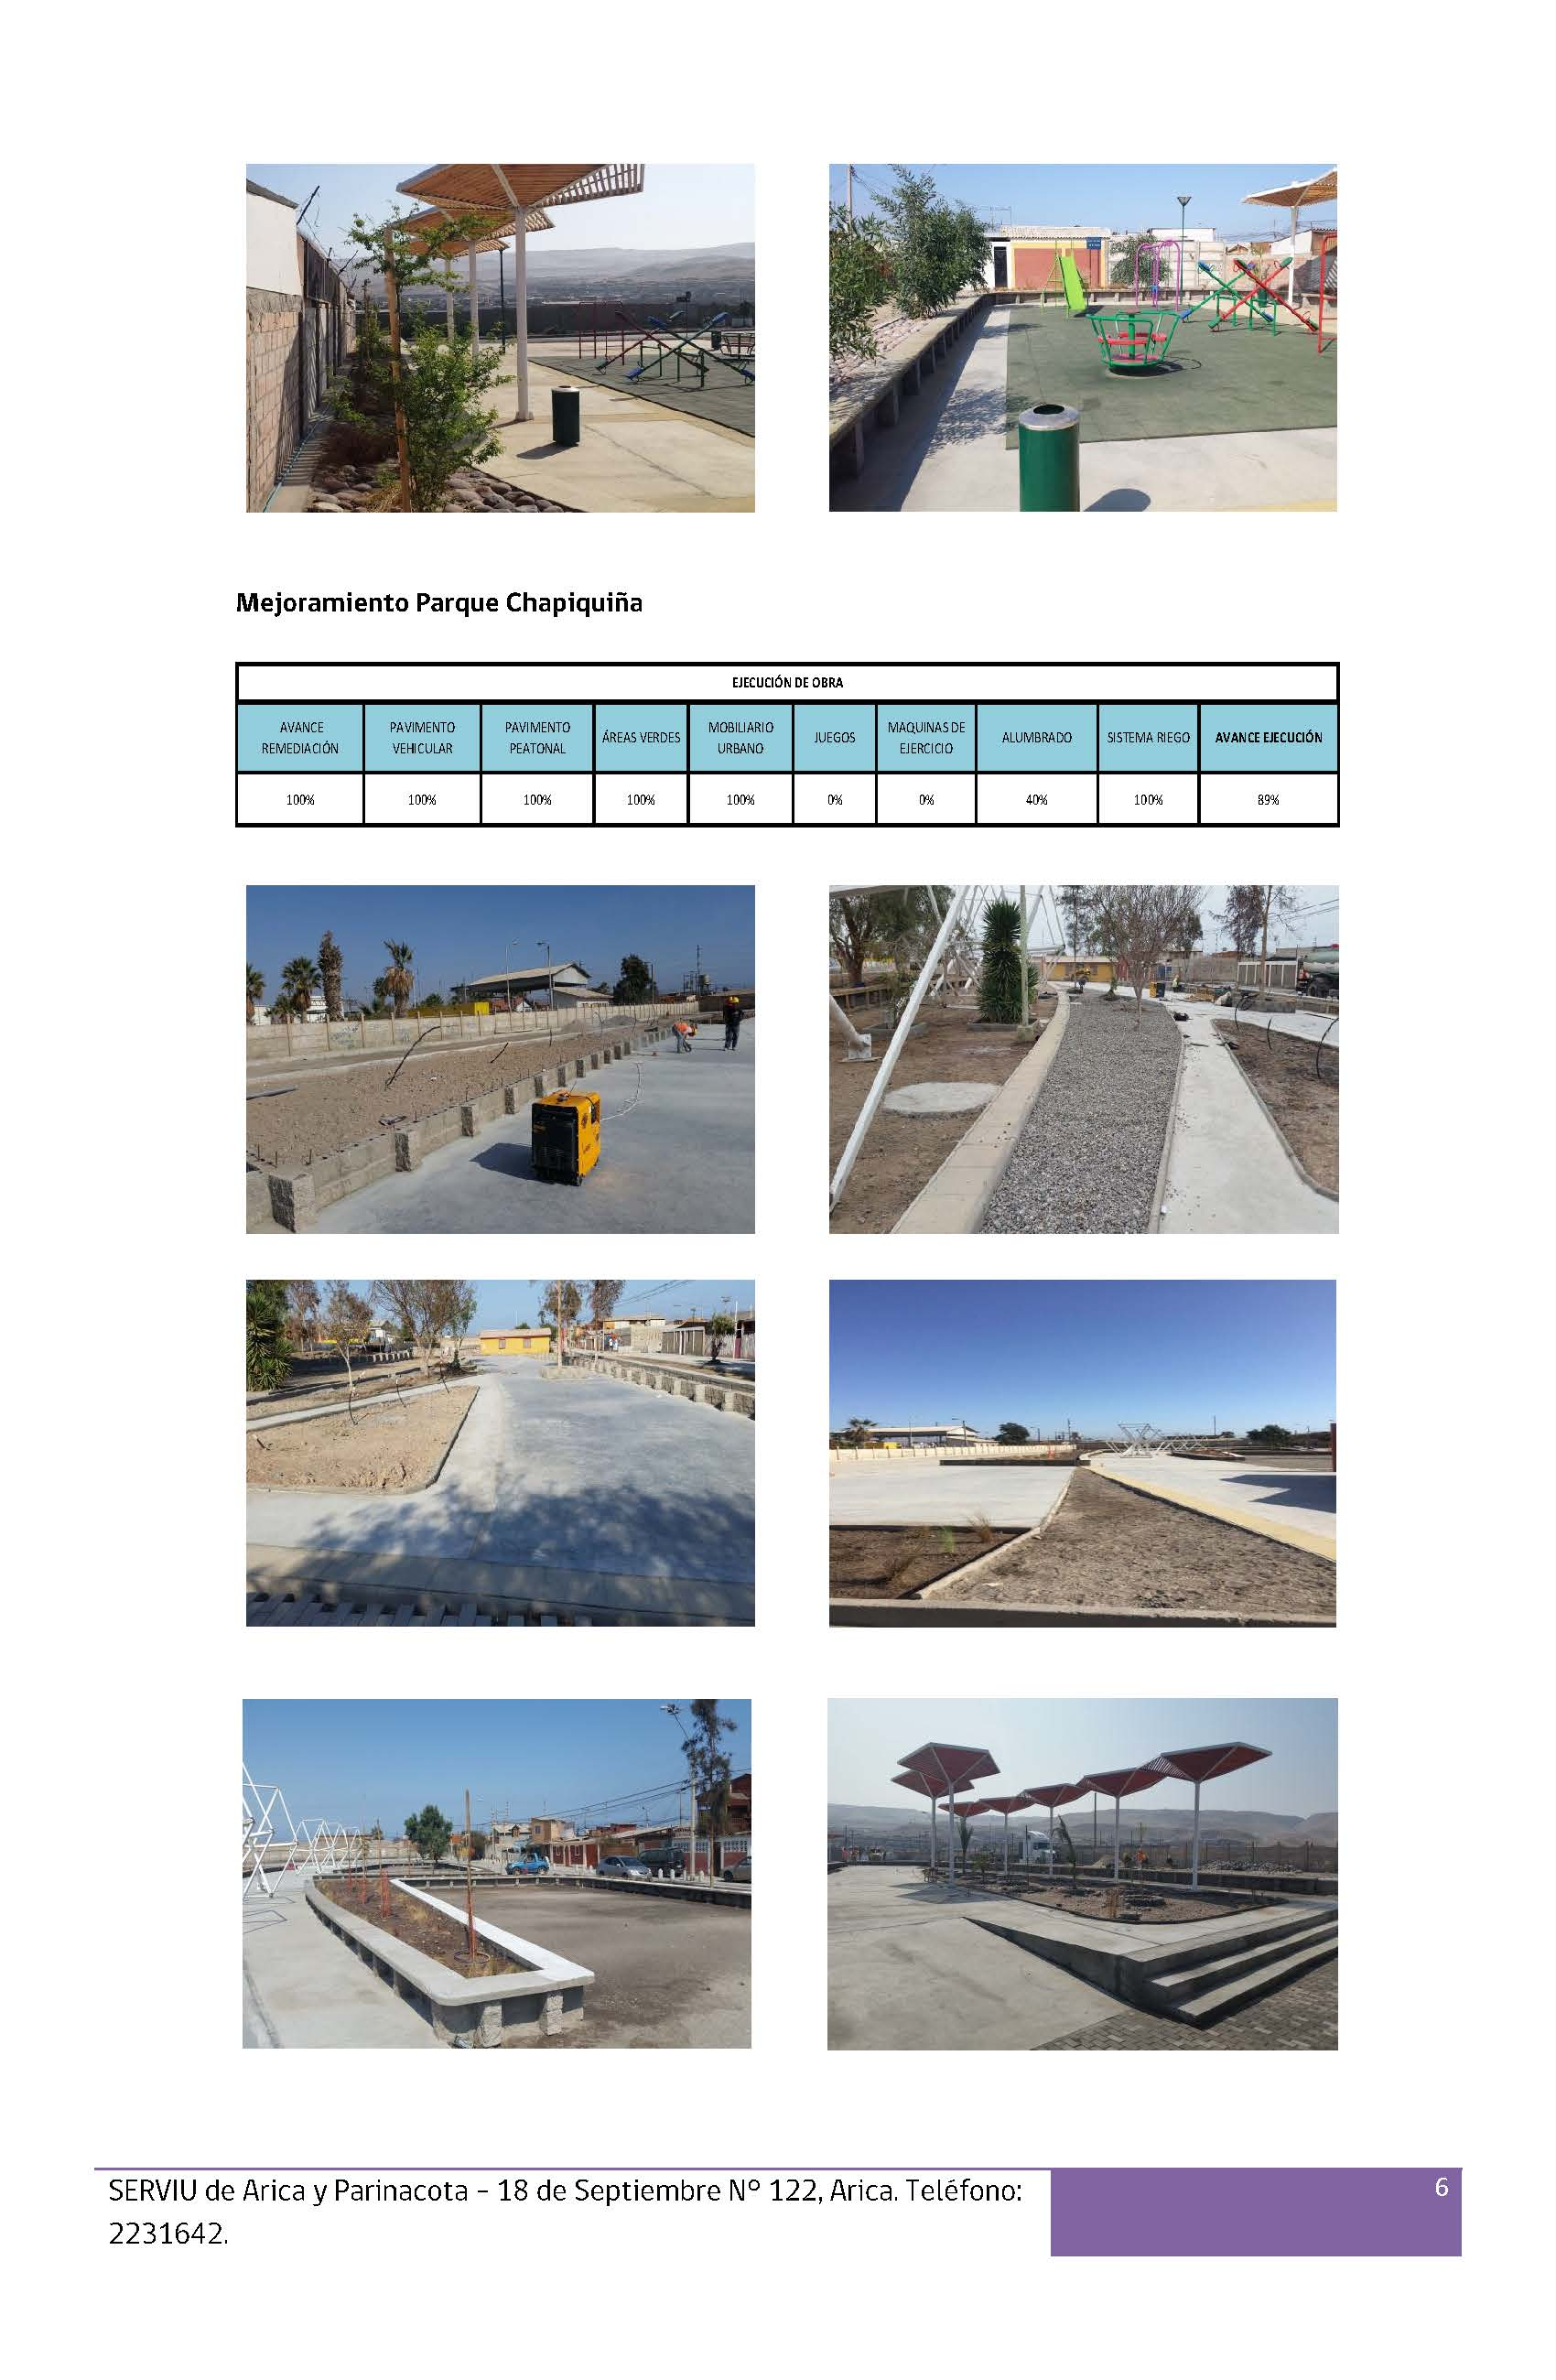 Mejoramiento Parque Chapiquiña
EJECUCIÓN DE OBRA
AVANCE REMEDIACIÓN
PAVIMENTO VEHICULAR
PAVIMENTO PEATONAL
ÁREAS VERDES
MOBILIARIO URBANO
JUEGOS
MAQUINAS DE EJERCICIO
ALUMBRADO
SISTEMA RIEGO
AVANCE EJECUCIÓN
100%
100%
100%
100%
100%
0%
0%
40%
100%
89%
SERVIU de Arica y Parinacota – 18 de Septiembre Nº 122, Arica. Teléfono:
2231642.
6